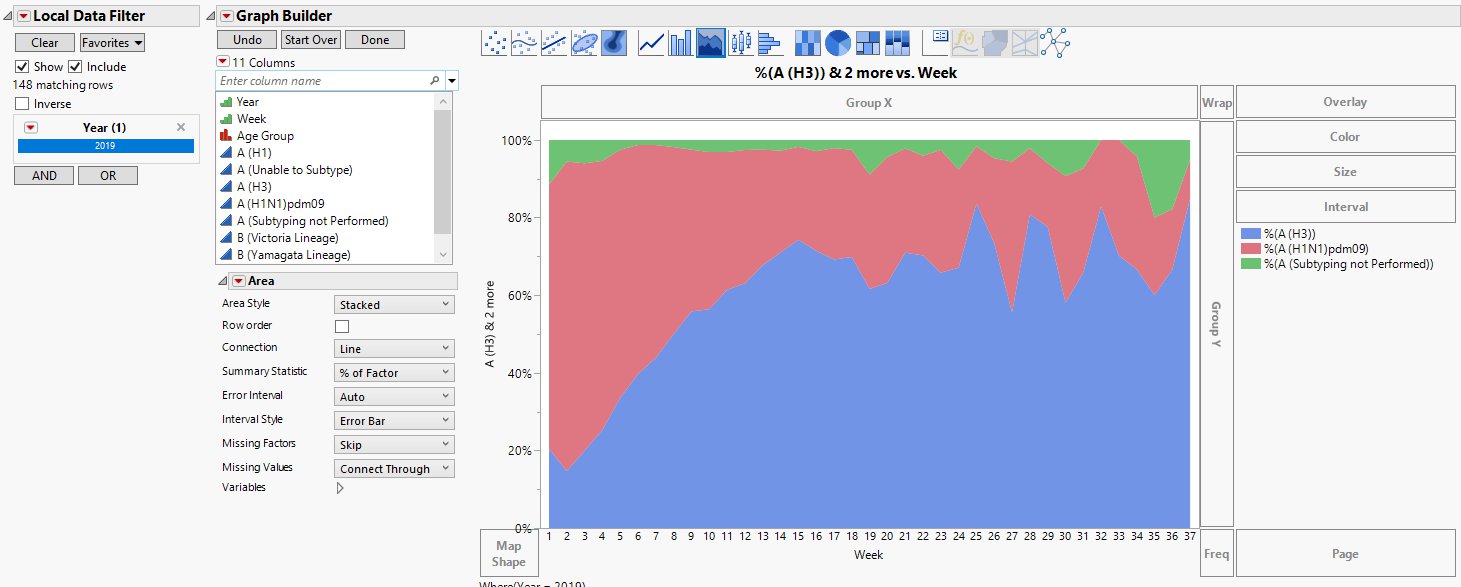 Local Data Filter
Clear
Favorites
Show
Include
148 matching rows
Inverse
Year (1)
2019
AND
OR
Graph Builder
Undo
Start Over
Done
11 Columns
Enter column name
Year
Week
Age Group
A (H1)
A (Unable to Subtype)
A (H3)
A (H1N1)pdm09
A (Subtyping not Performed)
B (Victoria Lineage)
B (Yamagata Lineage)
Area
Area Style Stacked
Row order
Connection Line
Summary Statistic % of Factor
Error Interval Auto
Interval Style Error Bar
Missing Factors Skip
Missing Values Connect Through
Variables
%(A (H3)) & 2 more vs. Week
Group X
Wrap
Overlay
Color
Size
Interval
%(A (H3))
%(A (H1N1)pdm09)
%(A (Subtyping not Performed))
100%
80%
60%
40%
20%
0%
A (H3) & 2 more
Group Y
1 2 3 4 5 6 7 8 9 10 11 12 13 14 15 16 17 18 19 20 21 22 23 24 25 26 27 28 29 30 31 32 33 34 35 36 37
Week
Map
Shape
Freq
Page
Where(Year = 2019)